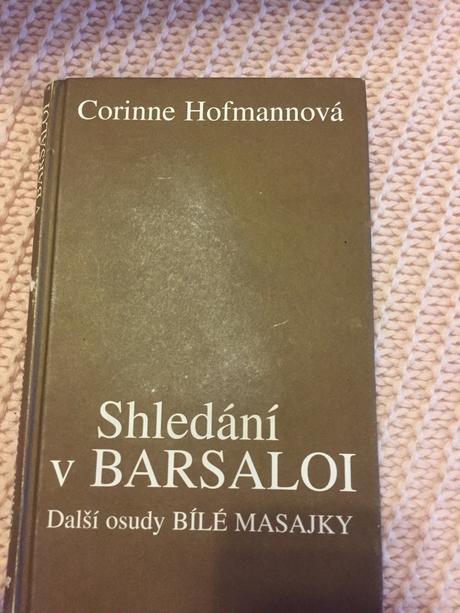 Corinne Hofmannová
Shledání
v BARSALOI
Další osudy BÍLÉ MASAJKY